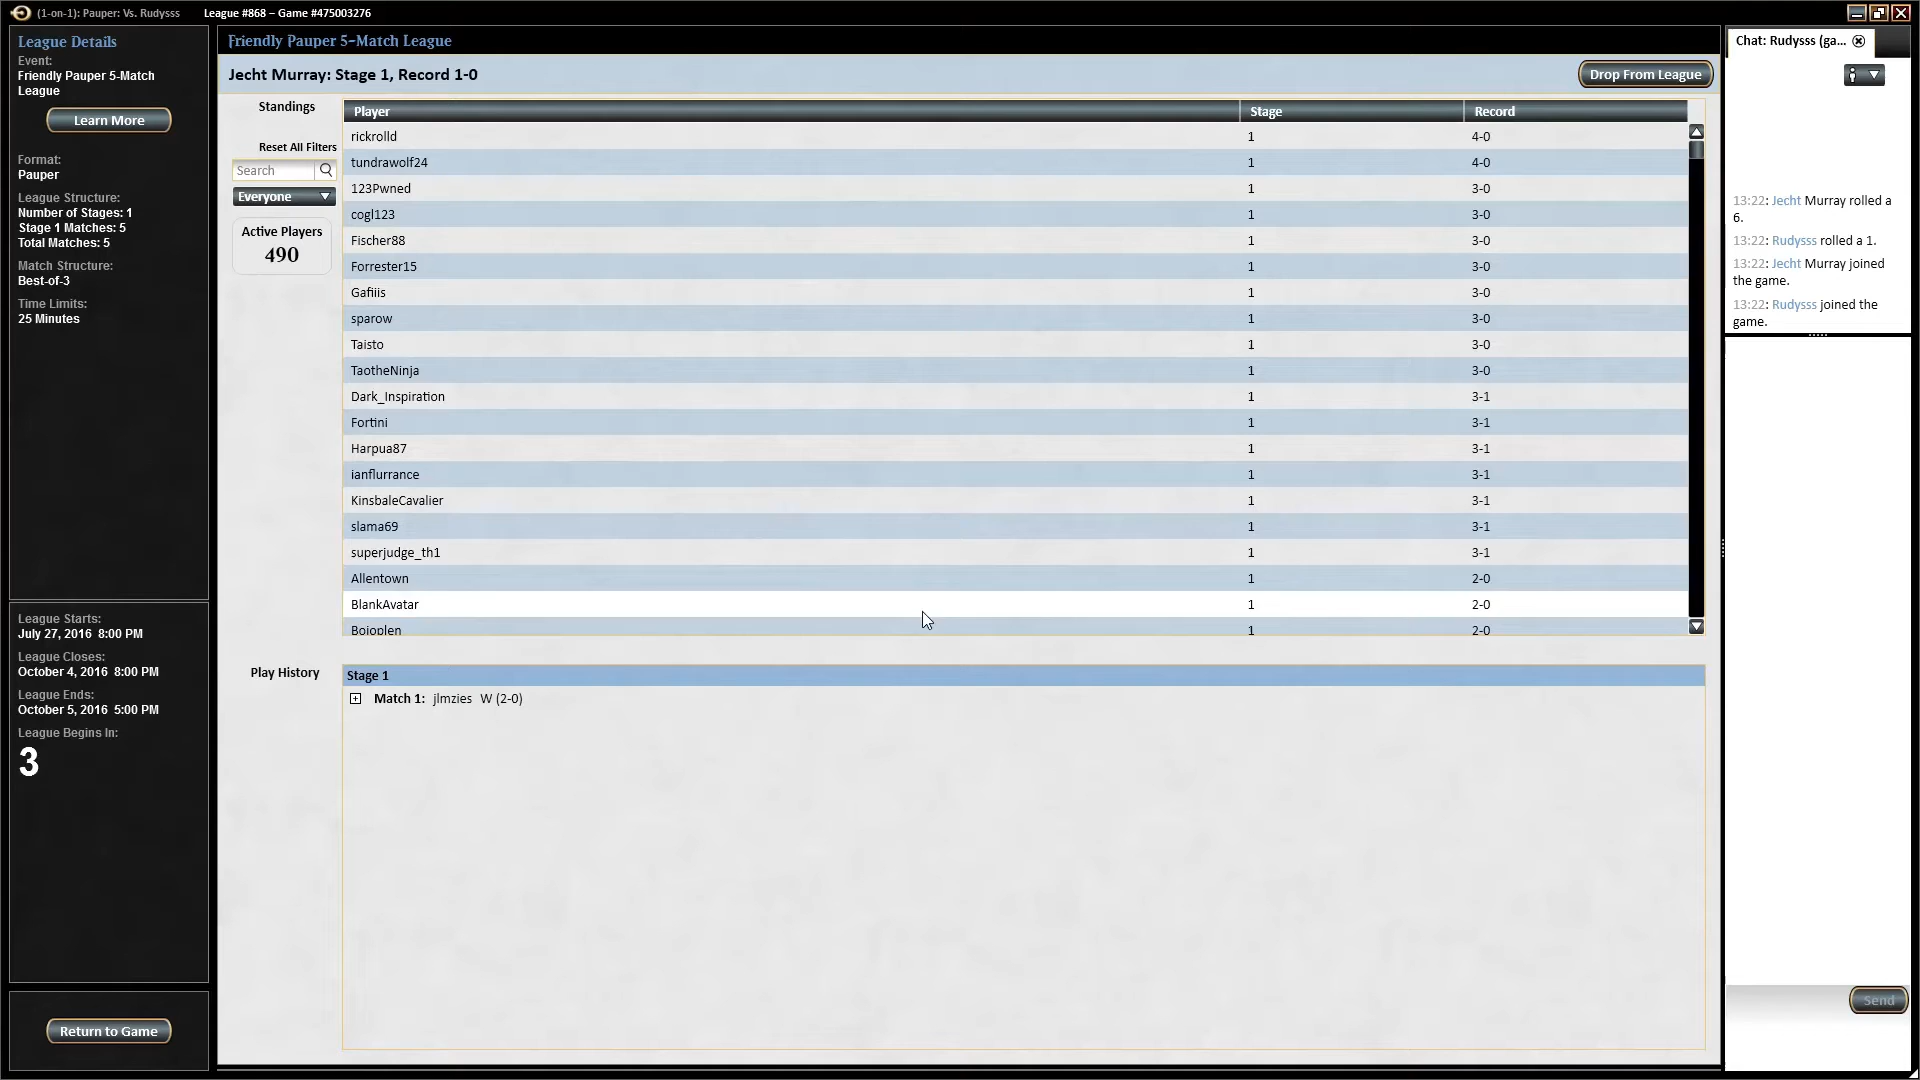 (1-on-1): Pauper: Vs. Rudysss League #868 – Game #475003276
League Details
Event:
Friendly Pauper 5-Match
League
Learn More
Format:
Pauper
League Structure:
Number of Stages: 1
Stage 1 Matches: 5
Total Matches: 5
Match Structure:
Best-of-3
Time Limits:
25 Minutes
League Starts:
July 27, 2016 8:00 PM
League Closes:
October 4, 2016 8:00 PM
League Ends:
October 5, 2016 5:00 PM
League Begins In:
3
Return to Game
Friendly Pauper 5-Match League
Jecht Murray: Stage 1, Record 1-0
Drop From League
Standings
Reset All Filters
Search
Everyone
Active Players
490
Player Stage Record
rickrolld 1 4-0
tundrawolf24 1 4-0
123Pwned 1 3-0
cogl123 1 3-0
Fischer88 1 3-0
Forrester15 1 3-0
Gafiiis 1 3-0
sparow 1 3-0
Taisto 1 3-0
TaotheNinja 1 3-0
Dark_Inspiration 1 3-1
Fortini 1 3-1
Harpua87 1 3-1
ianflurrance 1 3-1
KinsbaleCavalier 1 3-1
slama69 1 3-1
superjudge_th1 1 3-1
Allentown 1 2-0
BlankAvatar 1 2-0
Bojoplen 1 2-0
Play History
Stage 1
Match 1: jlmzies W (2-0)
Chat: Rudysss (ga...
13:22: Jecht Murray rolled a
6.
13:22: Rudysss rolled a 1.
13:22: Jecht Murray joined
the game.
13:22: Rudysss joined the
game.
Send